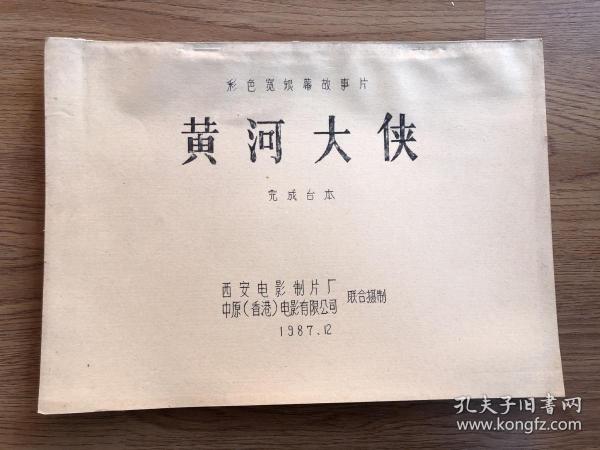 彩色宽银幕故事片
黄河大侠
完成台本
西安电影制片厂
中原(香港)电影有限公司
联合摄制
1987.12
孔夫子旧书网
www.kongfz.com